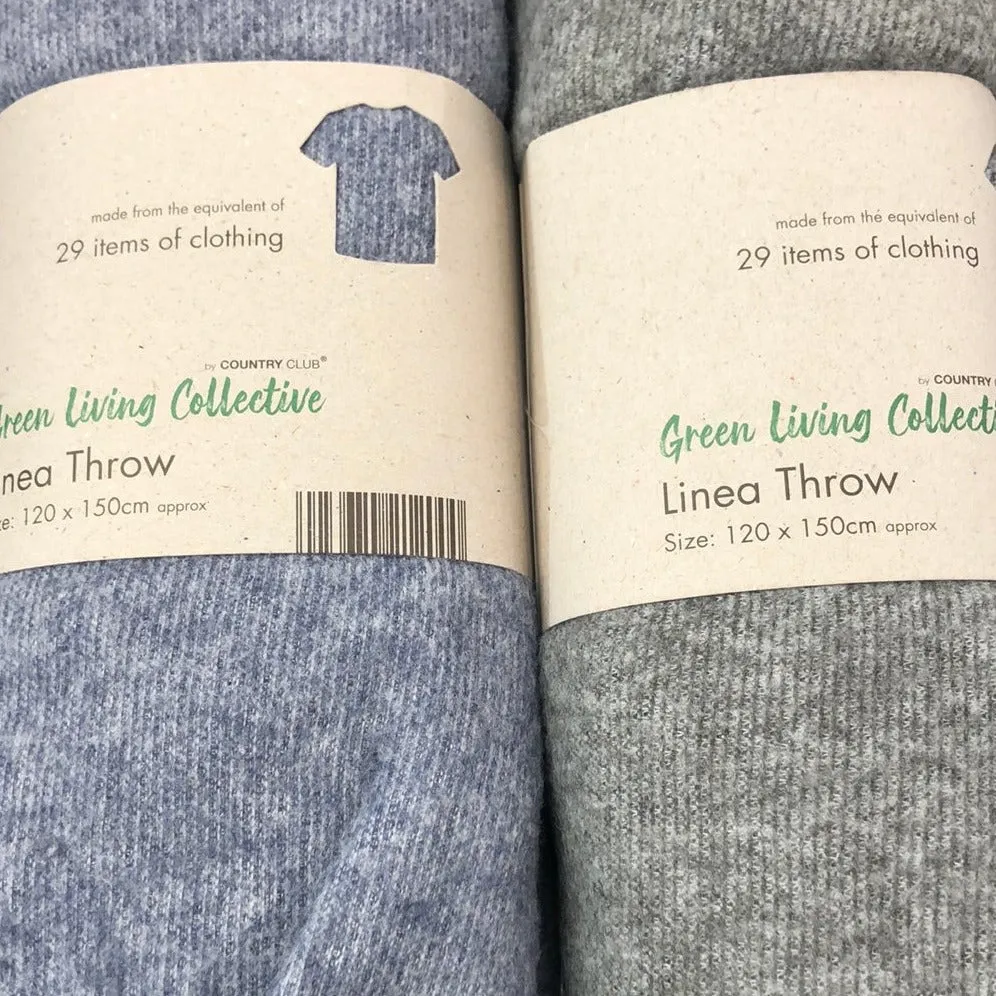 made from the equivalent of
29 items of clothing
by COUNTRY CLUB®
Green Living Collective
nea Throw
ze: 120 x 150cm approx
made from the equivalent of
29 items of clothing
by COUNTRY
Green Living Collecti
Linea Throw
Size: 120 x 150cm approx